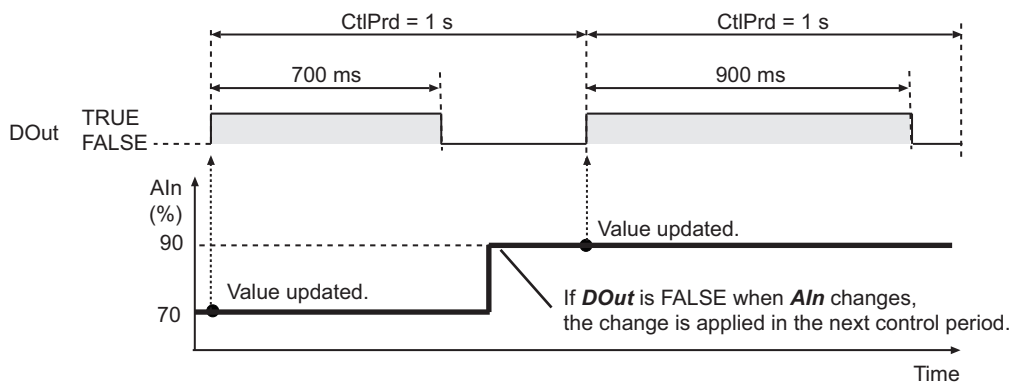 CtlPrd = 1 s
CtlPrd = 1 s
700 ms
900 ms
DOut
TRUE
FALSE
AIn
(%)
90
Value updated.
Value updated.
70
If DOut is FALSE when AIn changes,
the change is applied in the next control period.
Time